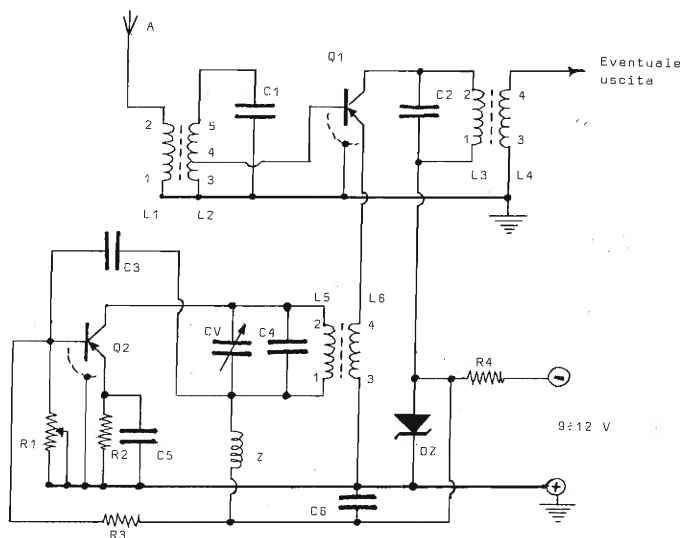 A
Q1
Eventuale
uscita
C1
C2
2
5
4
1
3
L1
L2
2
1
L3
4
3
L4
C3
Q2
CV
C4
L5
2
1
L6
4
3
R4
-
9÷12 V
DZ
R1
R2
C5
Z
C6
+
R3